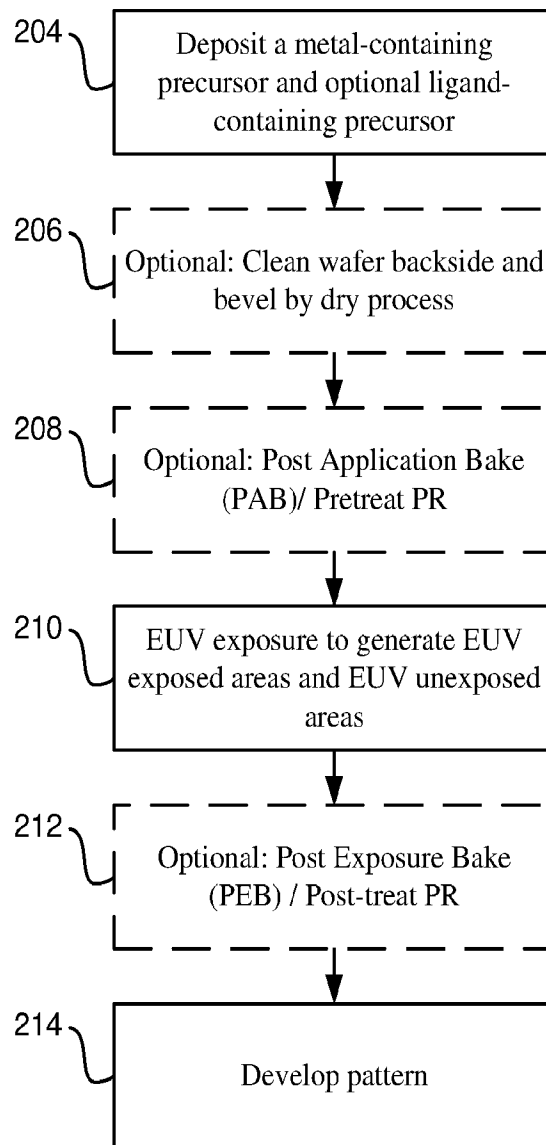 204
Deposit a metal-containing
precursor and optional ligand-
containing precursor
206
Optional: Clean wafer backside and
bevel by dry process
208
Optional: Post Application Bake
(PAB)/ Pretreat PR
210
EUV exposure to generate EUV
exposed areas and EUV unexposed
areas
212
Optional: Post Exposure Bake
(PEB) / Post-treat PR
214
Develop pattern